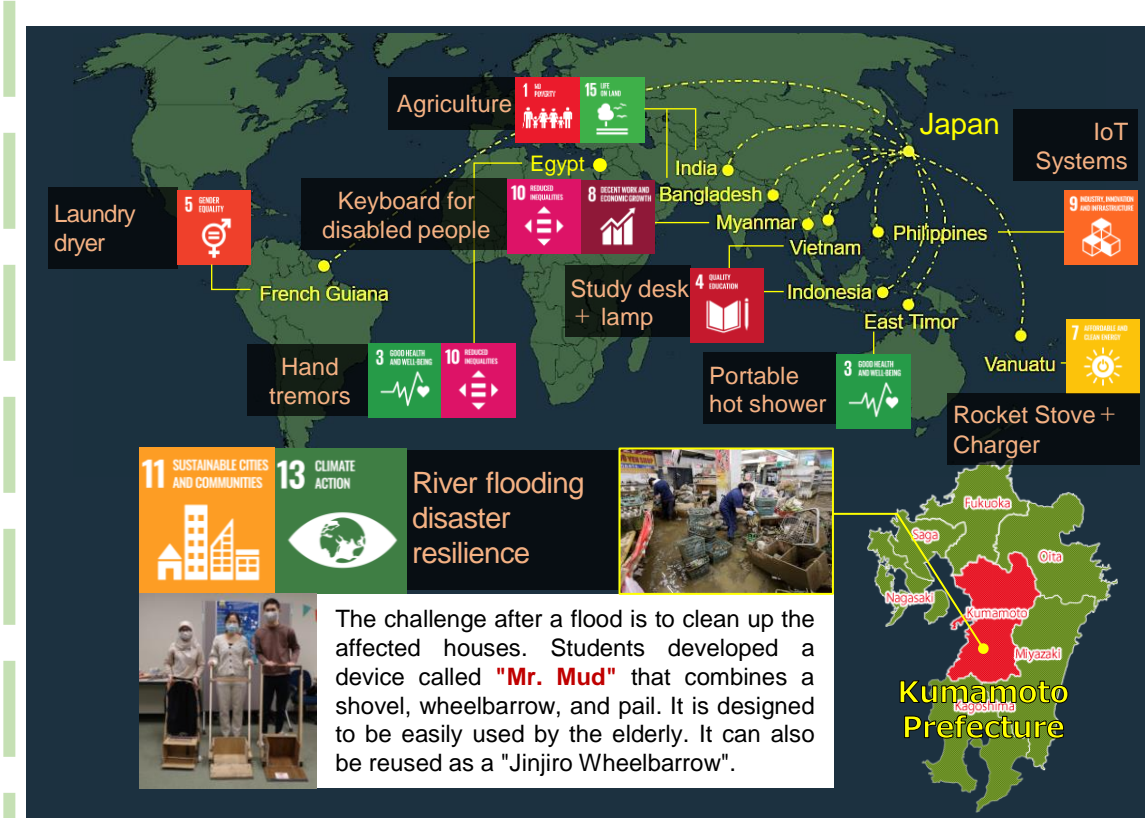 Agriculture
1 NO
POVERTY
15 LIFE
ON LAND
Japan
IoT
Systems
Egypt
India
Laundry
dryer
5 GENDER
EQUALITY
Keyboard for
disabled people
10 REDUCED
INEQUALITIES
8 DECENT WORK AND
ECONOMIC GROWTH
Bangladesh
Myanmar
Vietnam
Philippines
9 INDUSTRY, INNOVATION
AND INFRASTRUCTURE
French Guiana
Study desk
+ lamp
4 QUALITY
EDUCATION
Indonesia
East Timor
7 AFFORDABLE AND
CLEAN ENERGY
Vanuatu
Hand
tremors
3 GOOD HEALTH
AND WELL-BEING
10 REDUCED
INEQUALITIES
Portable
hot shower
3 GOOD HEALTH
AND WELL-BEING
Rocket Stove+
Charger
11 SUSTAINABLE CITIES
AND COMMUNITIES
13 CLIMATE
ACTION
River flooding
disaster
resilience
Fukuoka
Saga
Oita
Nagasaki
Kumamoto
Miyazaki
Kagoshima
Kumamoto
Prefecture
The challenge after a flood is to clean up the
affected houses. Students developed a
device called "Mr. Mud" that combines a
shovel, wheelbarrow, and pail. It is designed
to be easily used by the elderly. It can also
be reused as a "Jinjiro Wheelbarrow".